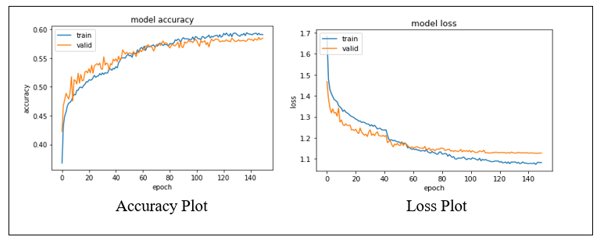 model accuracy
train
valid
0.60
0.55
0.50
0.45
0.40
accuracy
0 20 40 60 80 100 120 140
epoch
Accuracy Plot
model loss
train
valid
1.7
1.6
1.5
1.4
1.3
1.2
1.1
loss
0 20 40 60 80 100 120 140
epoch
Loss Plot